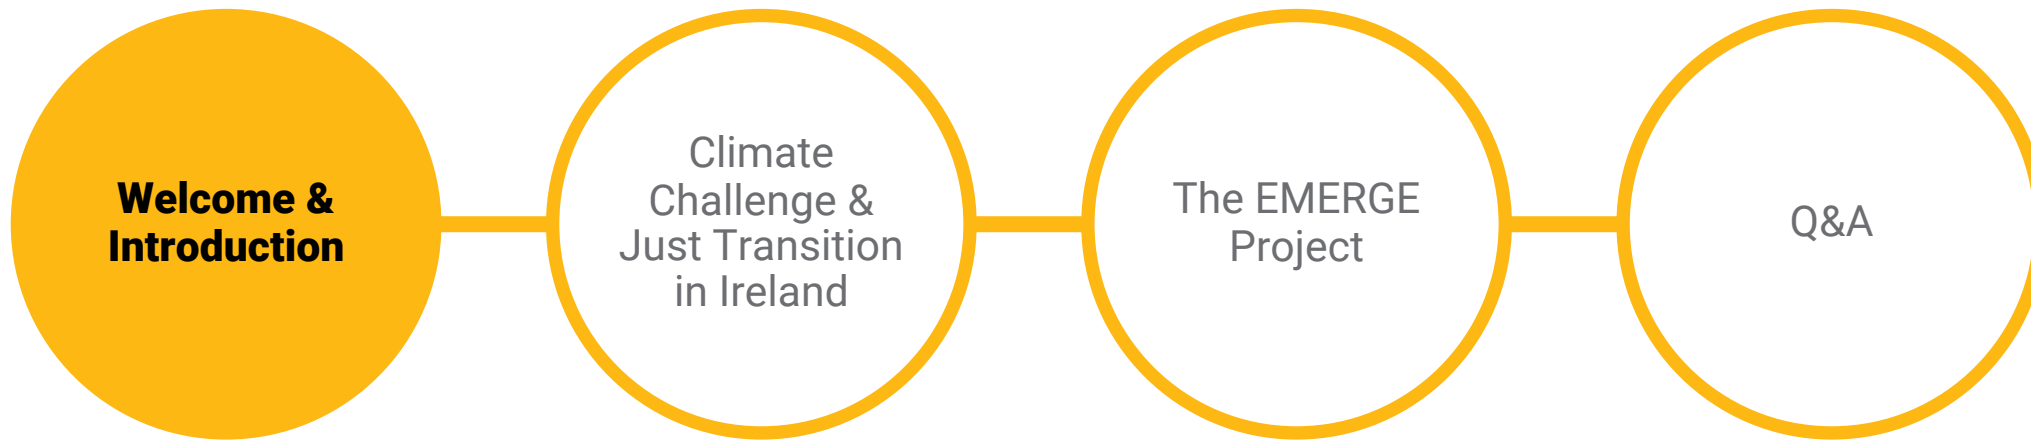 Welcome &
Introduction
Climate
Challenge &
Just Transition
in Ireland
The EMERGE
Project
Q&A